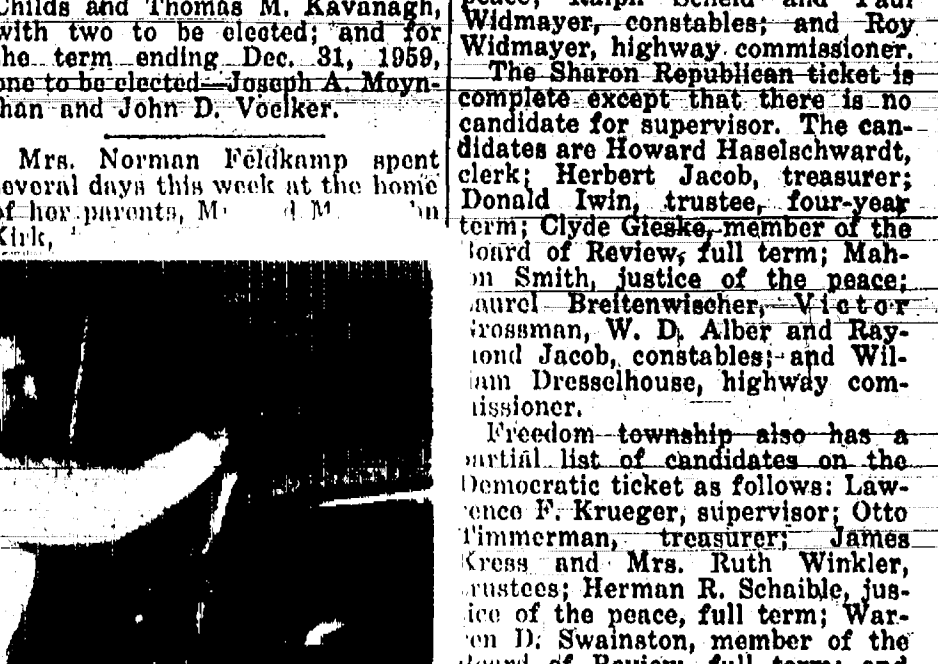 Childs and Thomas M. Kavanagh,
with two to be elected; and for
the term ending Dec. 31, 1959,
one to be elected—Joseph A. Moyn-
han and John D. Voelker.
Mrs. Norman Feldkamp spent
several days this week at the home
of her parents,
Kirk,
peace; Ralph Scheid and Paul
Widmayer, constables; and Roy
Widmayer, highway commissioner.
The Sharon Republican ticket is
complete except that there is no
candidate for supervisor. The can-
didates are Howard Haselschwardt,
clerk; Herbert Jacob, treasurer;
Donald Iwin, trustee, four-year
term; Clyde Gieske, member of the
Board of Review, full term; Mah-
on Smith, justice of the peace;
Laurel Breitenwischer, Victor
Grossman, W. D. Alber and Ray-
mond Jacob, constables; and Wil-
liam Dresselhouse, highway com-
missioner.
Freedom township also has a
partial list of candidates on the
Democratic ticket as follows: Law-
rence F. Krueger, supervisor; Otto
Timmerman, treasurer; James
Kress and Mrs. Ruth Winkler,
trustees; Herman R. Schaible, jus-
tice of the peace, full term; War-
ren D. Swainston, member of the
Board of Review, full term; and